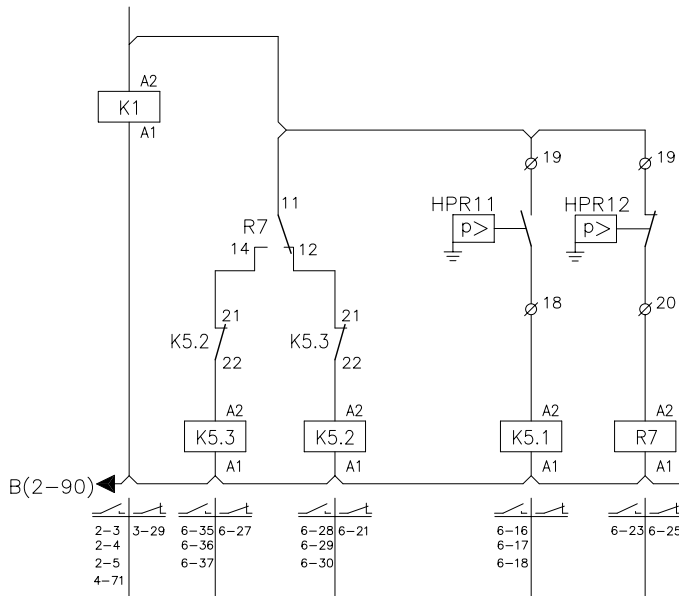 A2
K1
A1
11
R7
14
12
21
K5.2
22
21
K5.3
22
A2
K5.3
A1
A2
K5.2
A1
19
HPR11
p>
18
A2
K5.1
A1
19
HPR12
p>
20
A2
R7
A1
B(2-90)
2-3 3-29
2-4
2-5
4-71
6-35 6-27
6-36
6-37
6-28 6-21
6-29
6-30
6-16
6-17
6-18
6-23 6-25